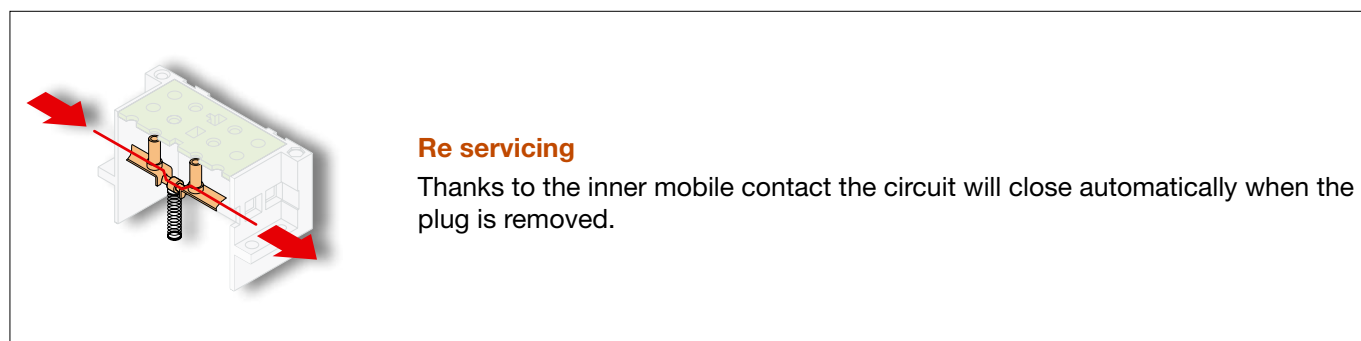 Re servicing
Thanks to the inner mobile contact the circuit will close automatically when the
plug is removed.